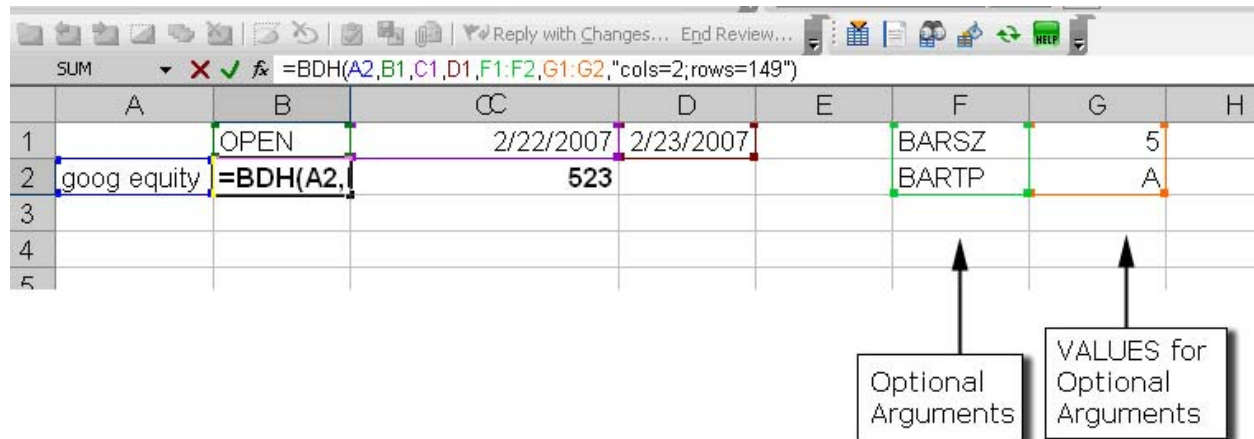 Reply with Changes... End Review...
HELP
SUM =BDH(A2,B1,C1,D1,F1:F2,G1:G2,"cols=2;rows=149")
A B C D E F G H
1 OPEN 2/22/2007 2/23/2007 BARSZ 5
2 goog equity =BDH(A2, 523 BARTP A
3
4
5
Optional Arguments
VALUES for Optional Arguments